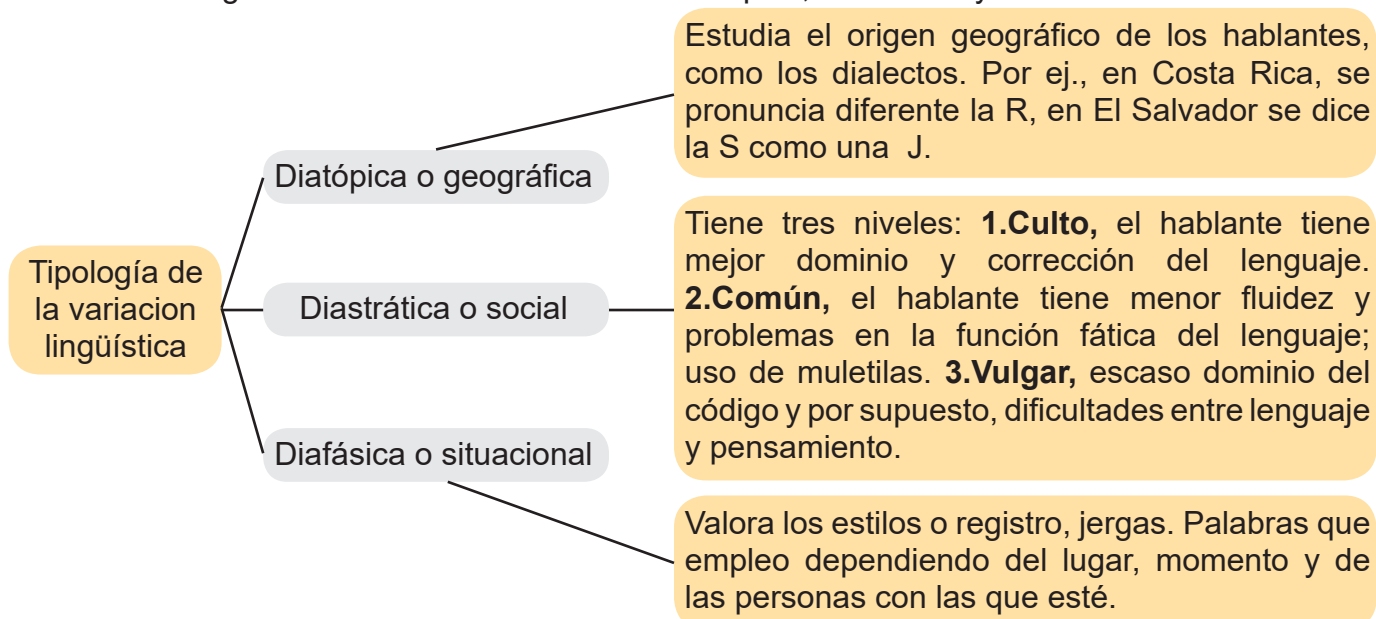 Estudia el origen geográfico de los hablantes,
como los dialectos. Por ej., en Costa Rica, se
pronuncia diferente la R, en El Salvador se dice
la S como una J.
Diatópica o geográfica
Tiene tres niveles: 1.Culto, el hablante tiene
mejor dominio y corrección del lenguaje.
2.Común, el hablante tiene menor fluidez y
problemas en la función fática del lenguaje;
uso de muletilas. 3.Vulgar, escaso dominio del
código y por supuesto, dificultades entre lenguaje
y pensamiento.
Tipología de
la variacion
lingüística
Diastrática o social
Diafásica o situacional
Valora los estilos o registro, jergas. Palabras que
empleo dependiendo del lugar, momento y de
las personas con las que esté.